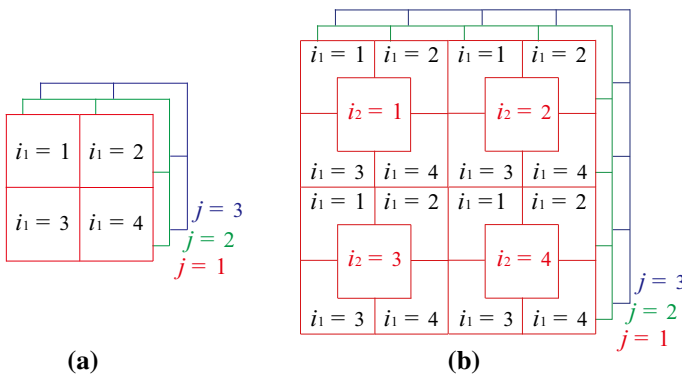 i₁ = 1 i₁ = 2
i₁ = 3 i₁ = 4
j = 3
j = 2
j = 1
(a)
i₁ = 1 i₁ = 2 i₁ = 1 i₁ = 2
i₂ = 1 i₂ = 2
i₁ = 3 i₁ = 4 i₁ = 3 i₁ = 4
i₁ = 1 i₁ = 2 i₁ = 1 i₁ = 2
i₂ = 3 i₂ = 4
i₁ = 3 i₁ = 4 i₁ = 3 i₁ = 4
j = 3
j = 2
j = 1
(b)